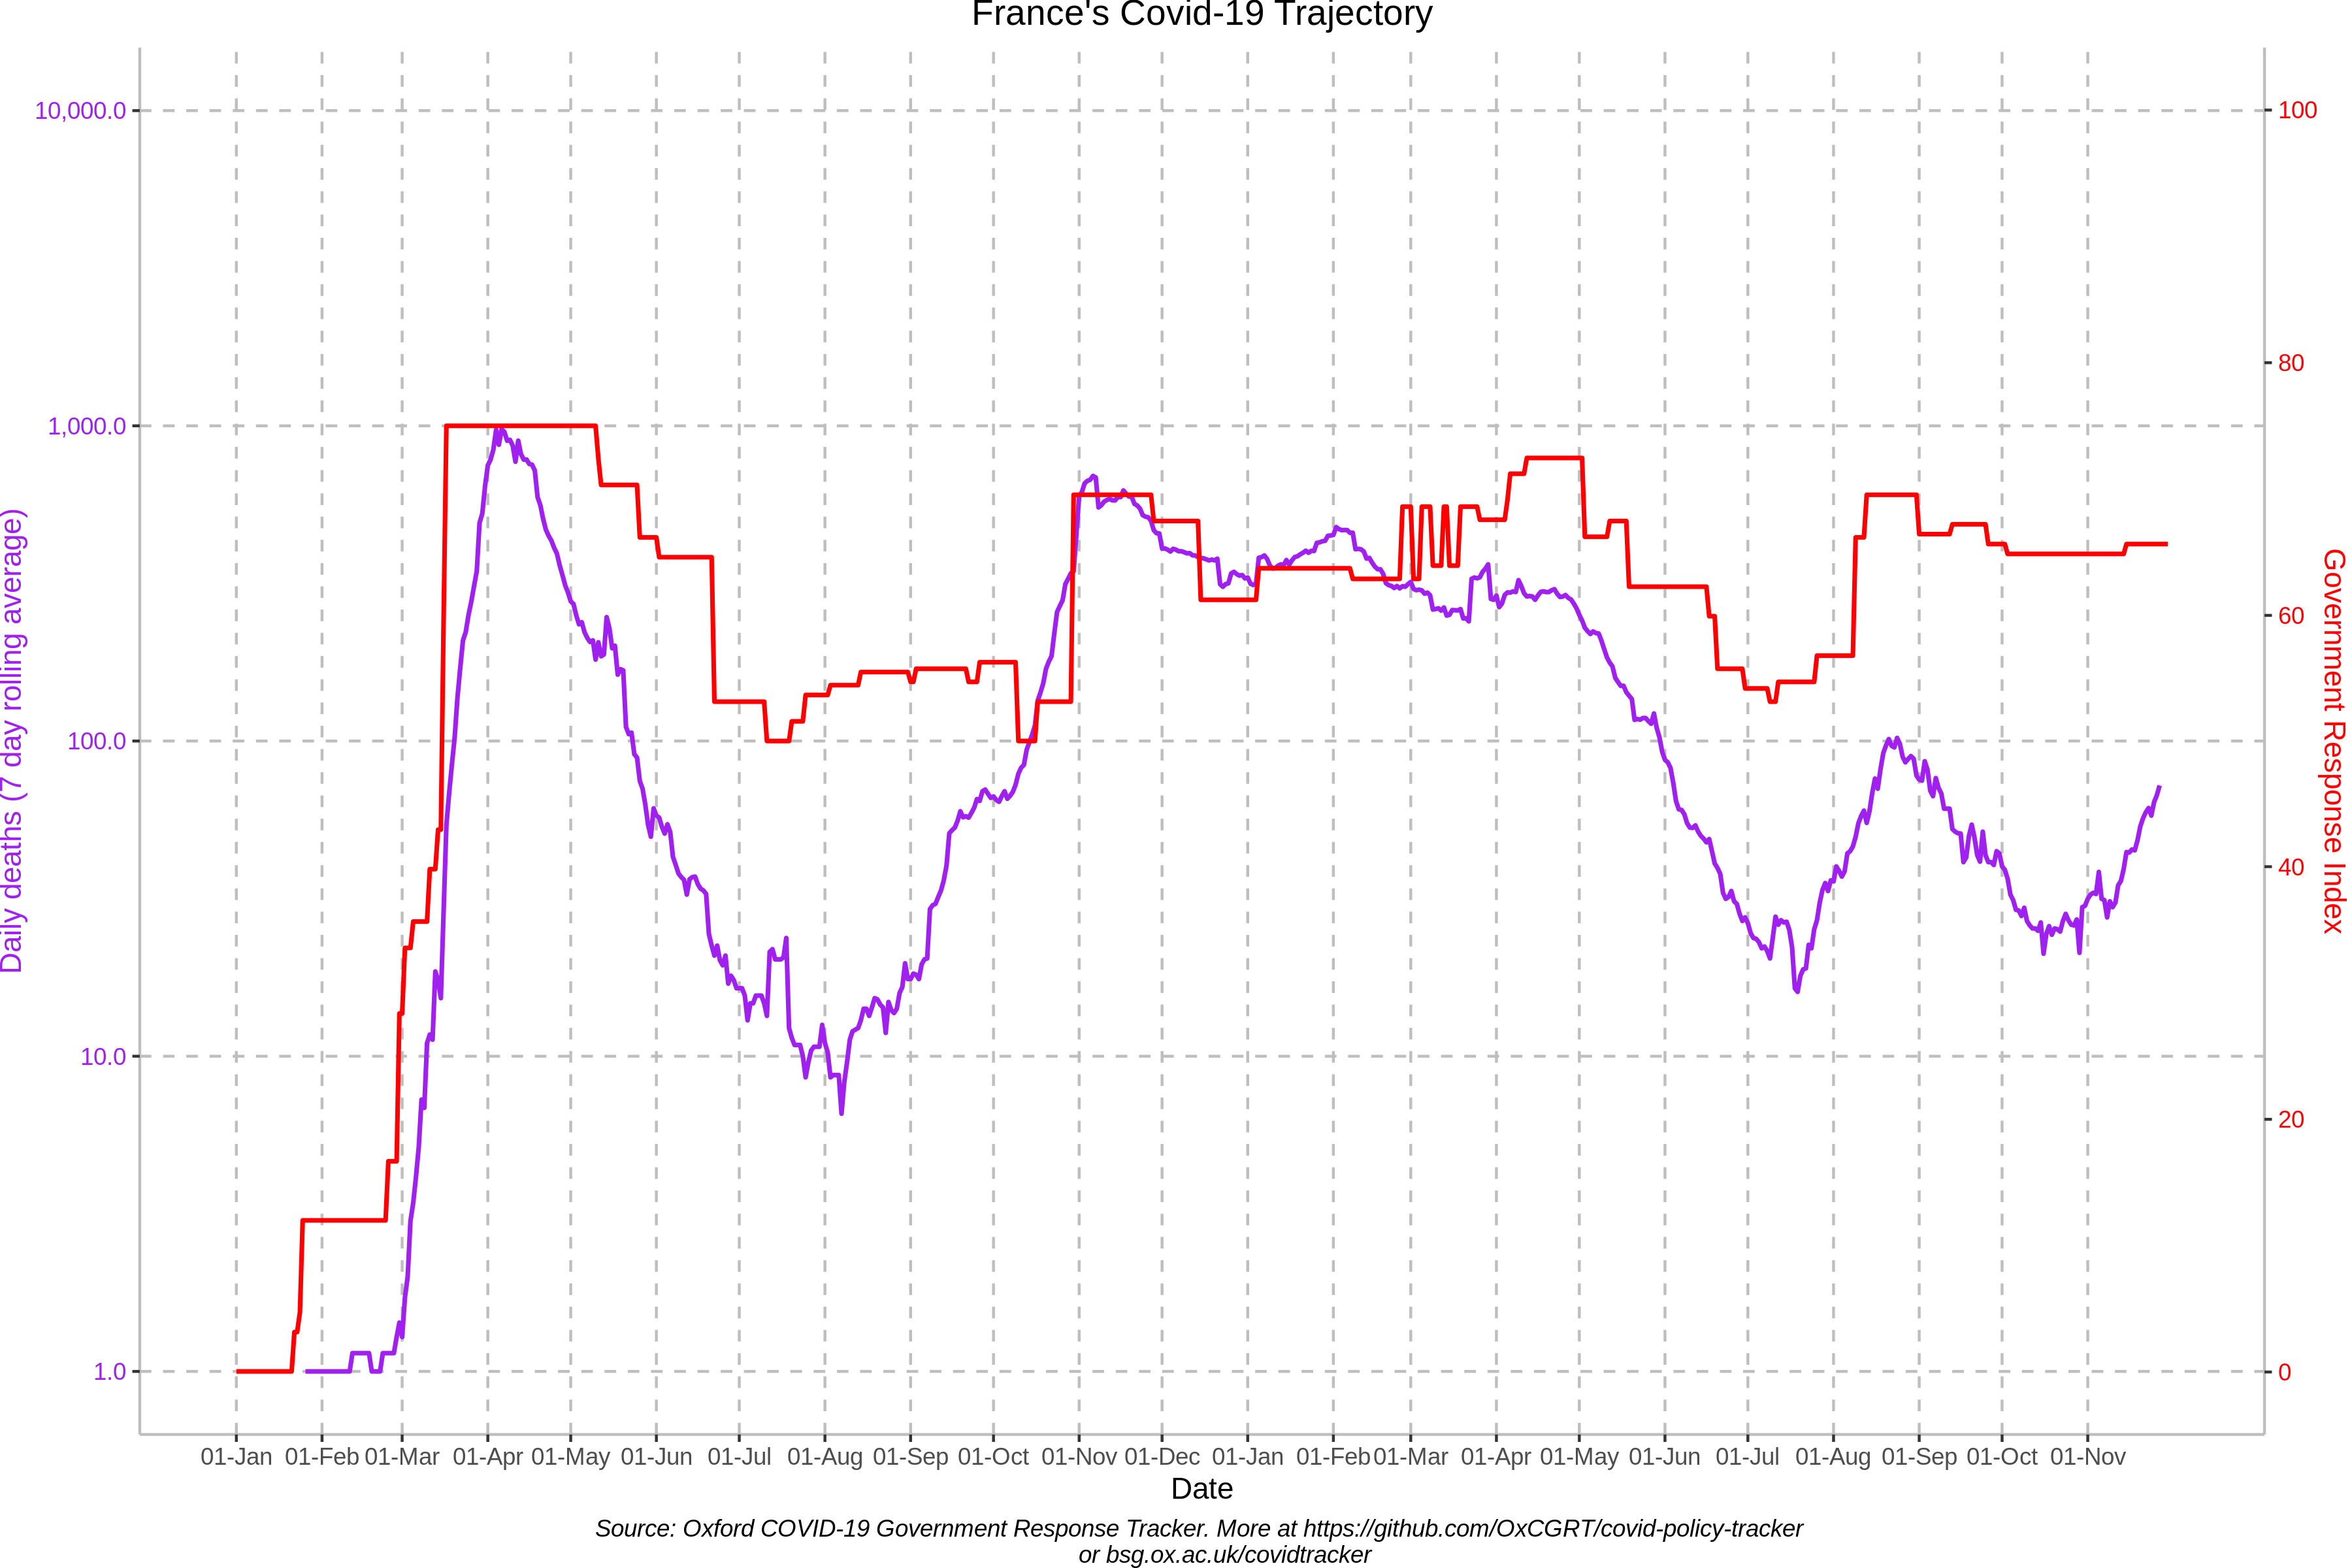 France's Covid-19 Trajectory
10,000.0
1,000.0
100.0
10.0
1.0
Daily deaths (7 day rolling average)
100
80
60
40
20
0
Government Response Index
01-Jan 01-Feb 01-Mar 01-Apr 01-May 01-Jun 01-Jul 01-Aug 01-Sep 01-Oct 01-Nov 01-Dec 01-Jan 01-Feb 01-Mar 01-Apr 01-May 01-Jun 01-Jul 01-Aug 01-Sep 01-Oct 01-Nov
Date
Source: Oxford COVID-19 Government Response Tracker. More at https://github.com/OxCGRT/covid-policy-tracker
or bsg.ox.ac.uk/covidtracker